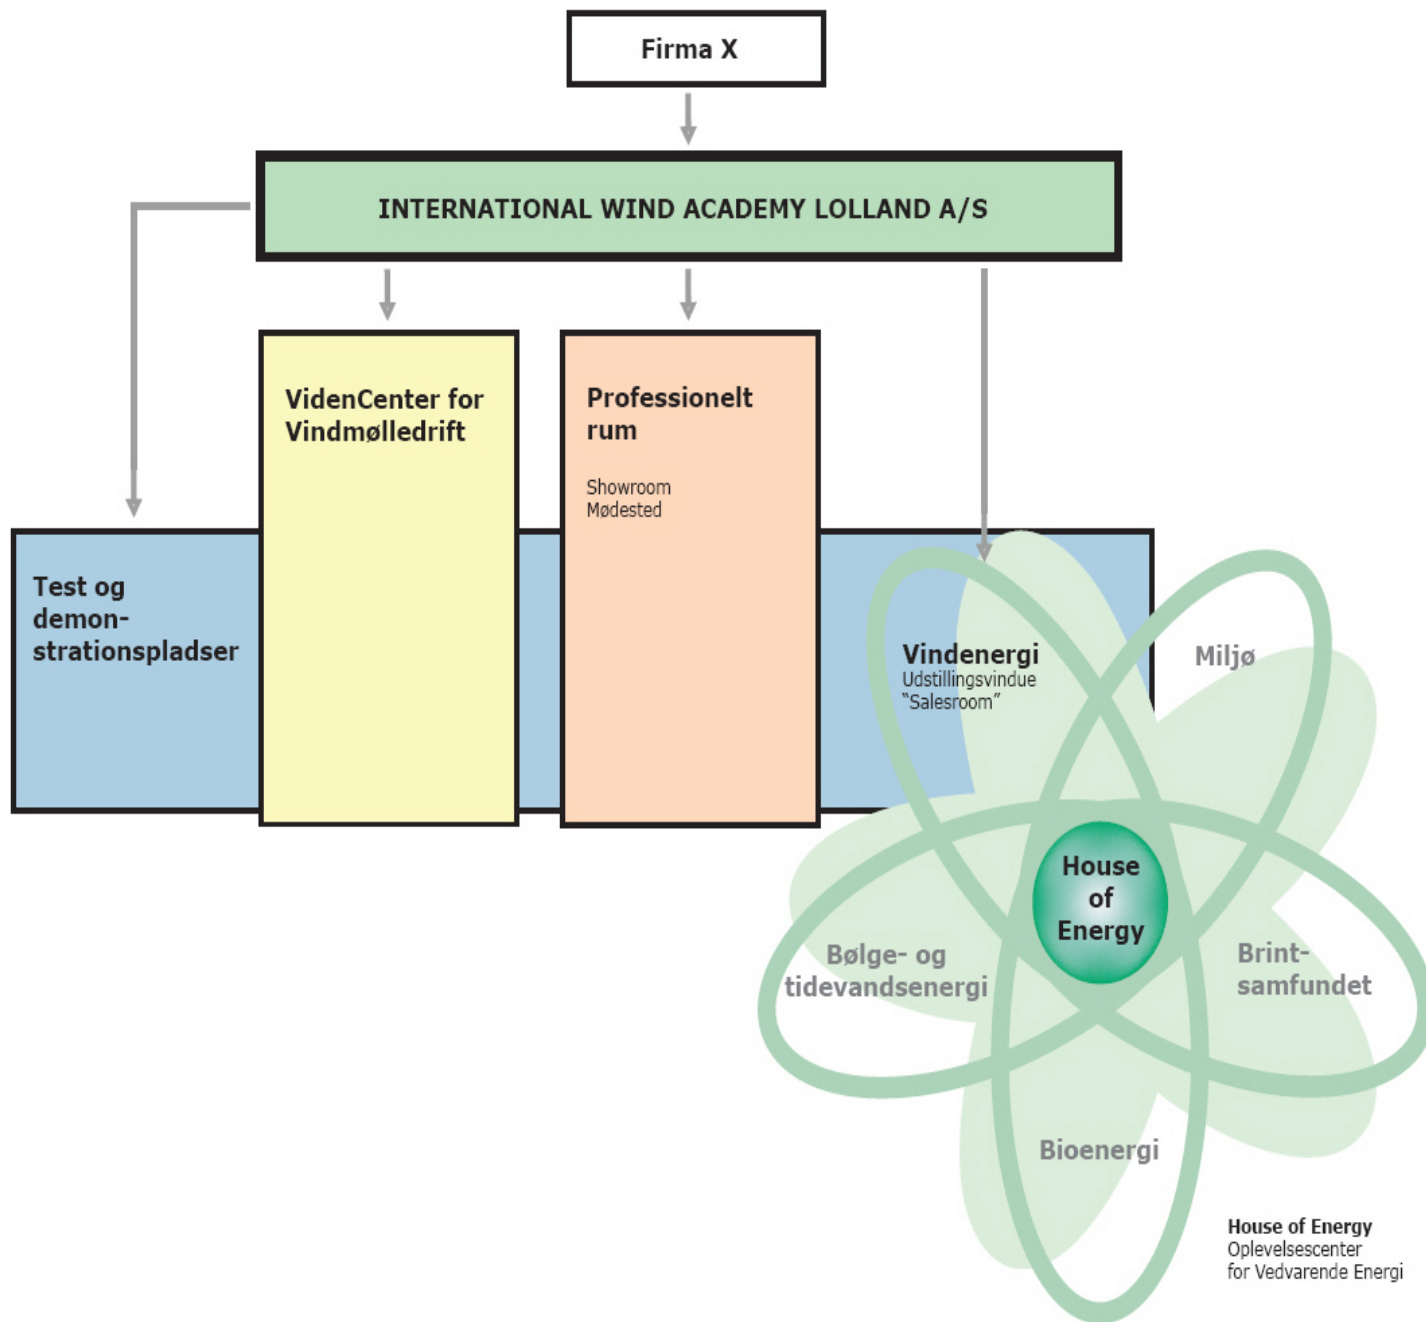 Firma X
INTERNATIONAL WIND ACADEMY LOLLAND A/S
VidenCenter for
Vindmølledrift
Professionelt
rum
Showroom
Mødested
Test og
demon-
strationspladser
Vindenergi
Udstillingsvindue
“Salesroom”
Miljø
House
of
Energy
Bølge- og
tidevandsenergi
Brint-
samfundet
Bioenergi
House of Energy
Oplevelsescenter
for Vedvarende Energi